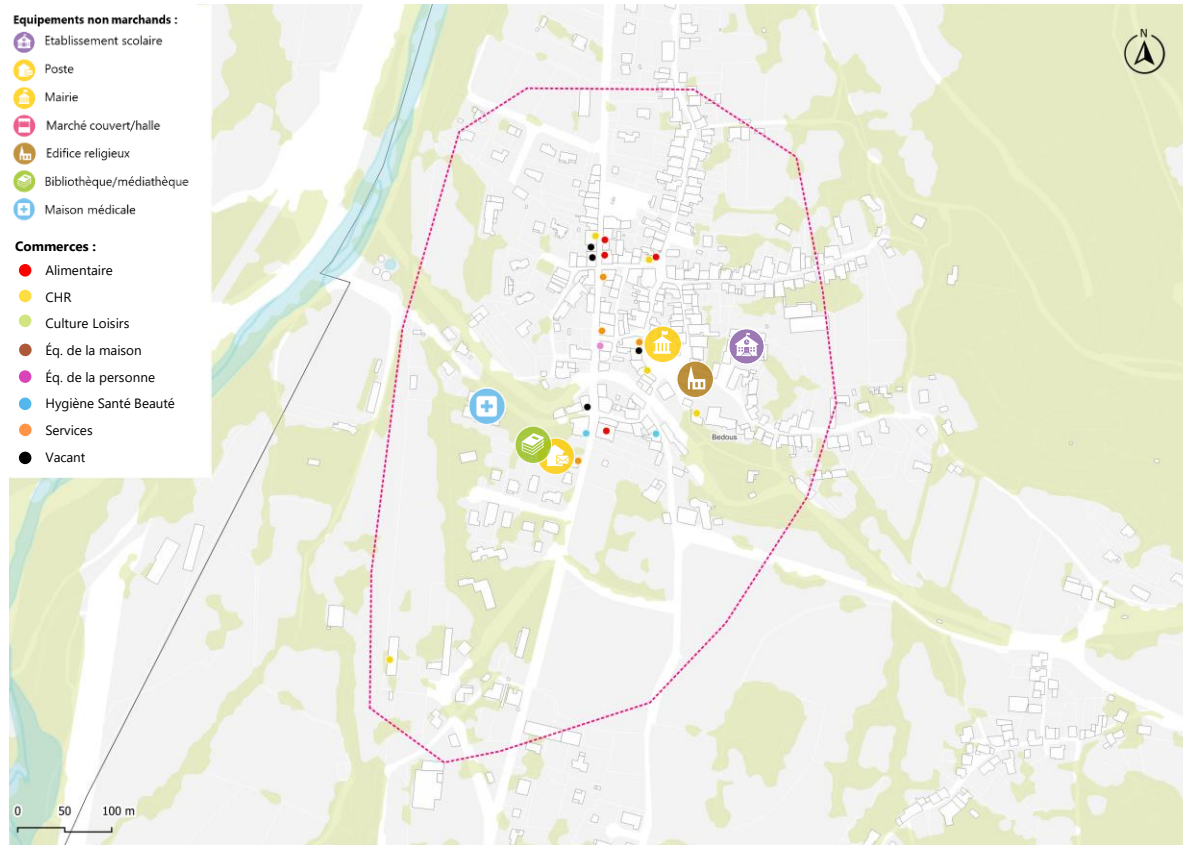 Equipements non marchands :
Etablissement scolaire
Poste
Mairie
Marché couvert/halle
Edifice religieux
Bibliothèque/médiathèque
Maison médicale
Commerces :
Alimentaire
CHR
Culture Loisirs
Éq. de la maison
Éq. de la personne
Hygiène Santé Beauté
Services
Vacant
N
Bedous
0 50 100 m